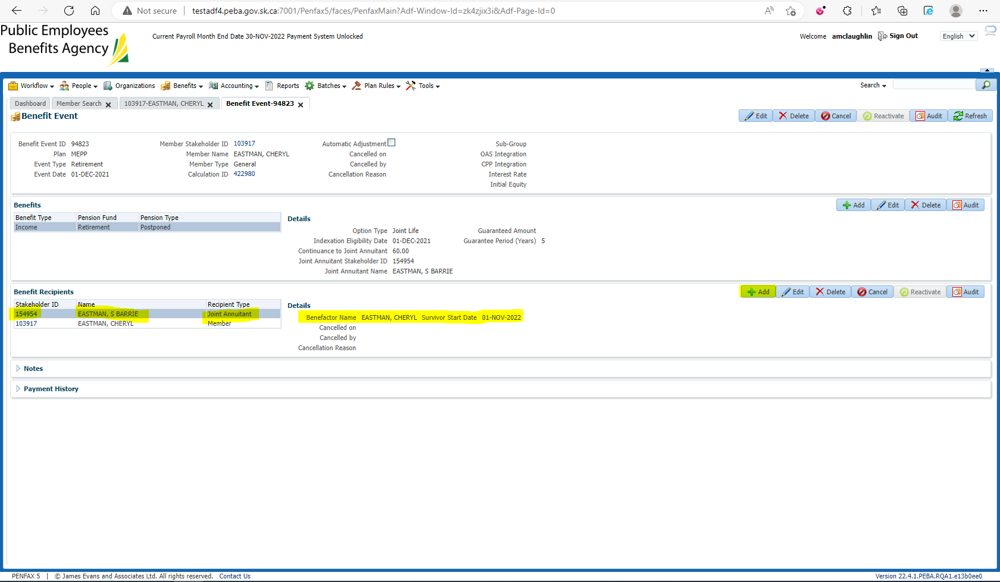 Not secure | testadf4.peba.gov.sk.ca:7001/Penfax5/faces/PenfaxMain?Adf-Window-Id=zk4zjix3i&Adf-Page-Id=0
Public Employees
Benefits Agency
Current Payroll Month End Date 30-NOV-2022 Payment System Unlocked
Welcome amclaughlin Sign Out English
Workflow People Organizations Benefits Accounting Reports Batches Plan Rules Tools Search
Dashboard Member Search 103917-EASTMAN, CHERYL Benefit Event-94823
Benefit Event Edit Delete Cancel Reactivate Audit Refresh
Benefit Event ID 94823 Member Stakeholder ID 103917 Automatic Adjustment Sub-Group
Plan MEPP Member Name EASTMAN, CHERYL Cancelled on OAS Integration
Event Type Retirement Member Type General Cancelled by CPP Integration
Event Date 01-DEC-2021 Calculation ID 422980 Cancellation Reason Interest Rate
Initial Equity
Benefits Add Edit Delete Audit
Benefit Type Pension Fund Pension Type
Income Retirement Postponed
Details
Option Type Joint Life Guaranteed Amount
Indexation Eligibility Date 01-DEC-2021 Guarantee Period (Years) 5
Continuance to Joint Annuitant 60.00
Joint Annuitant Stakeholder ID 154954
Joint Annuitant Name EASTMAN, S BARRIE
Benefit Recipients Add Edit Delete Cancel Reactivate Audit
Stakeholder ID Name Recipient Type
154954 EASTMAN, S BARRIE Joint Annuitant
103917 EASTMAN, CHERYL Member
Details
Benefactor Name EASTMAN, CHERYL Survivor Start Date 01-NOV-2022
Cancelled on
Cancelled by
Cancellation Reason
Notes
Payment History
PENFAX 5 | © James Evans and Associates Ltd. All rights reserved. Contact Us Version 22.4.1.PEBA.RQA1.e13b0ee0